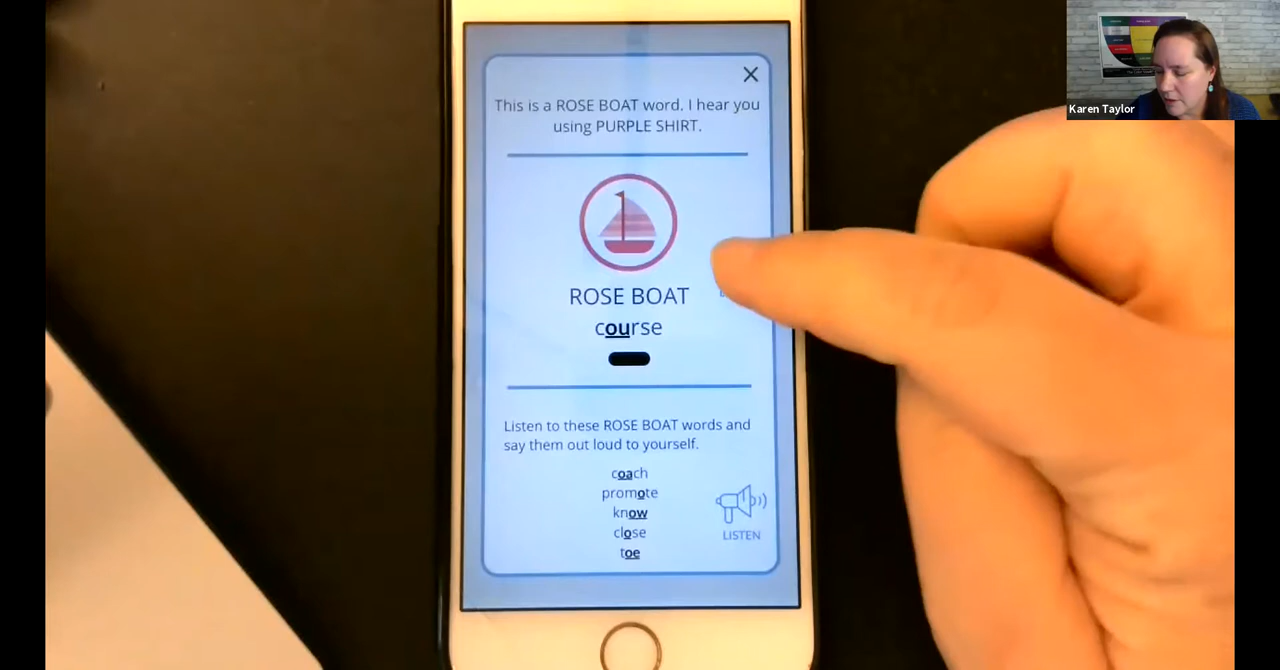 Karen Taylor
This is a ROSE BOAT word. I hear you
using PURPLE SHIRT.
ROSE BOAT
course
Listen to these ROSE BOAT words and
say them out loud to yourself.
coach
promote
know
close
toe
LISTEN